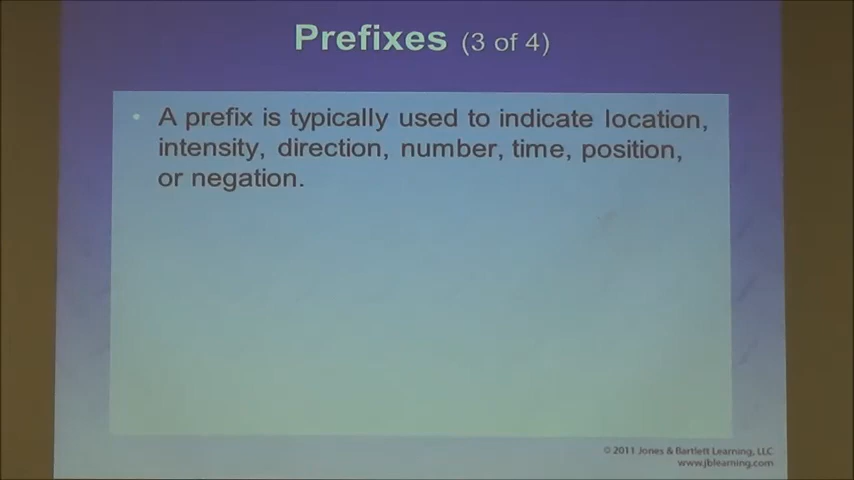 Prefixes (3 of 4)
• A prefix is typically used to indicate location,
intensity, direction, number, time, position,
or negation.
© 2011 Jones & Bartlett Learning, LLC
www.jblearning.com